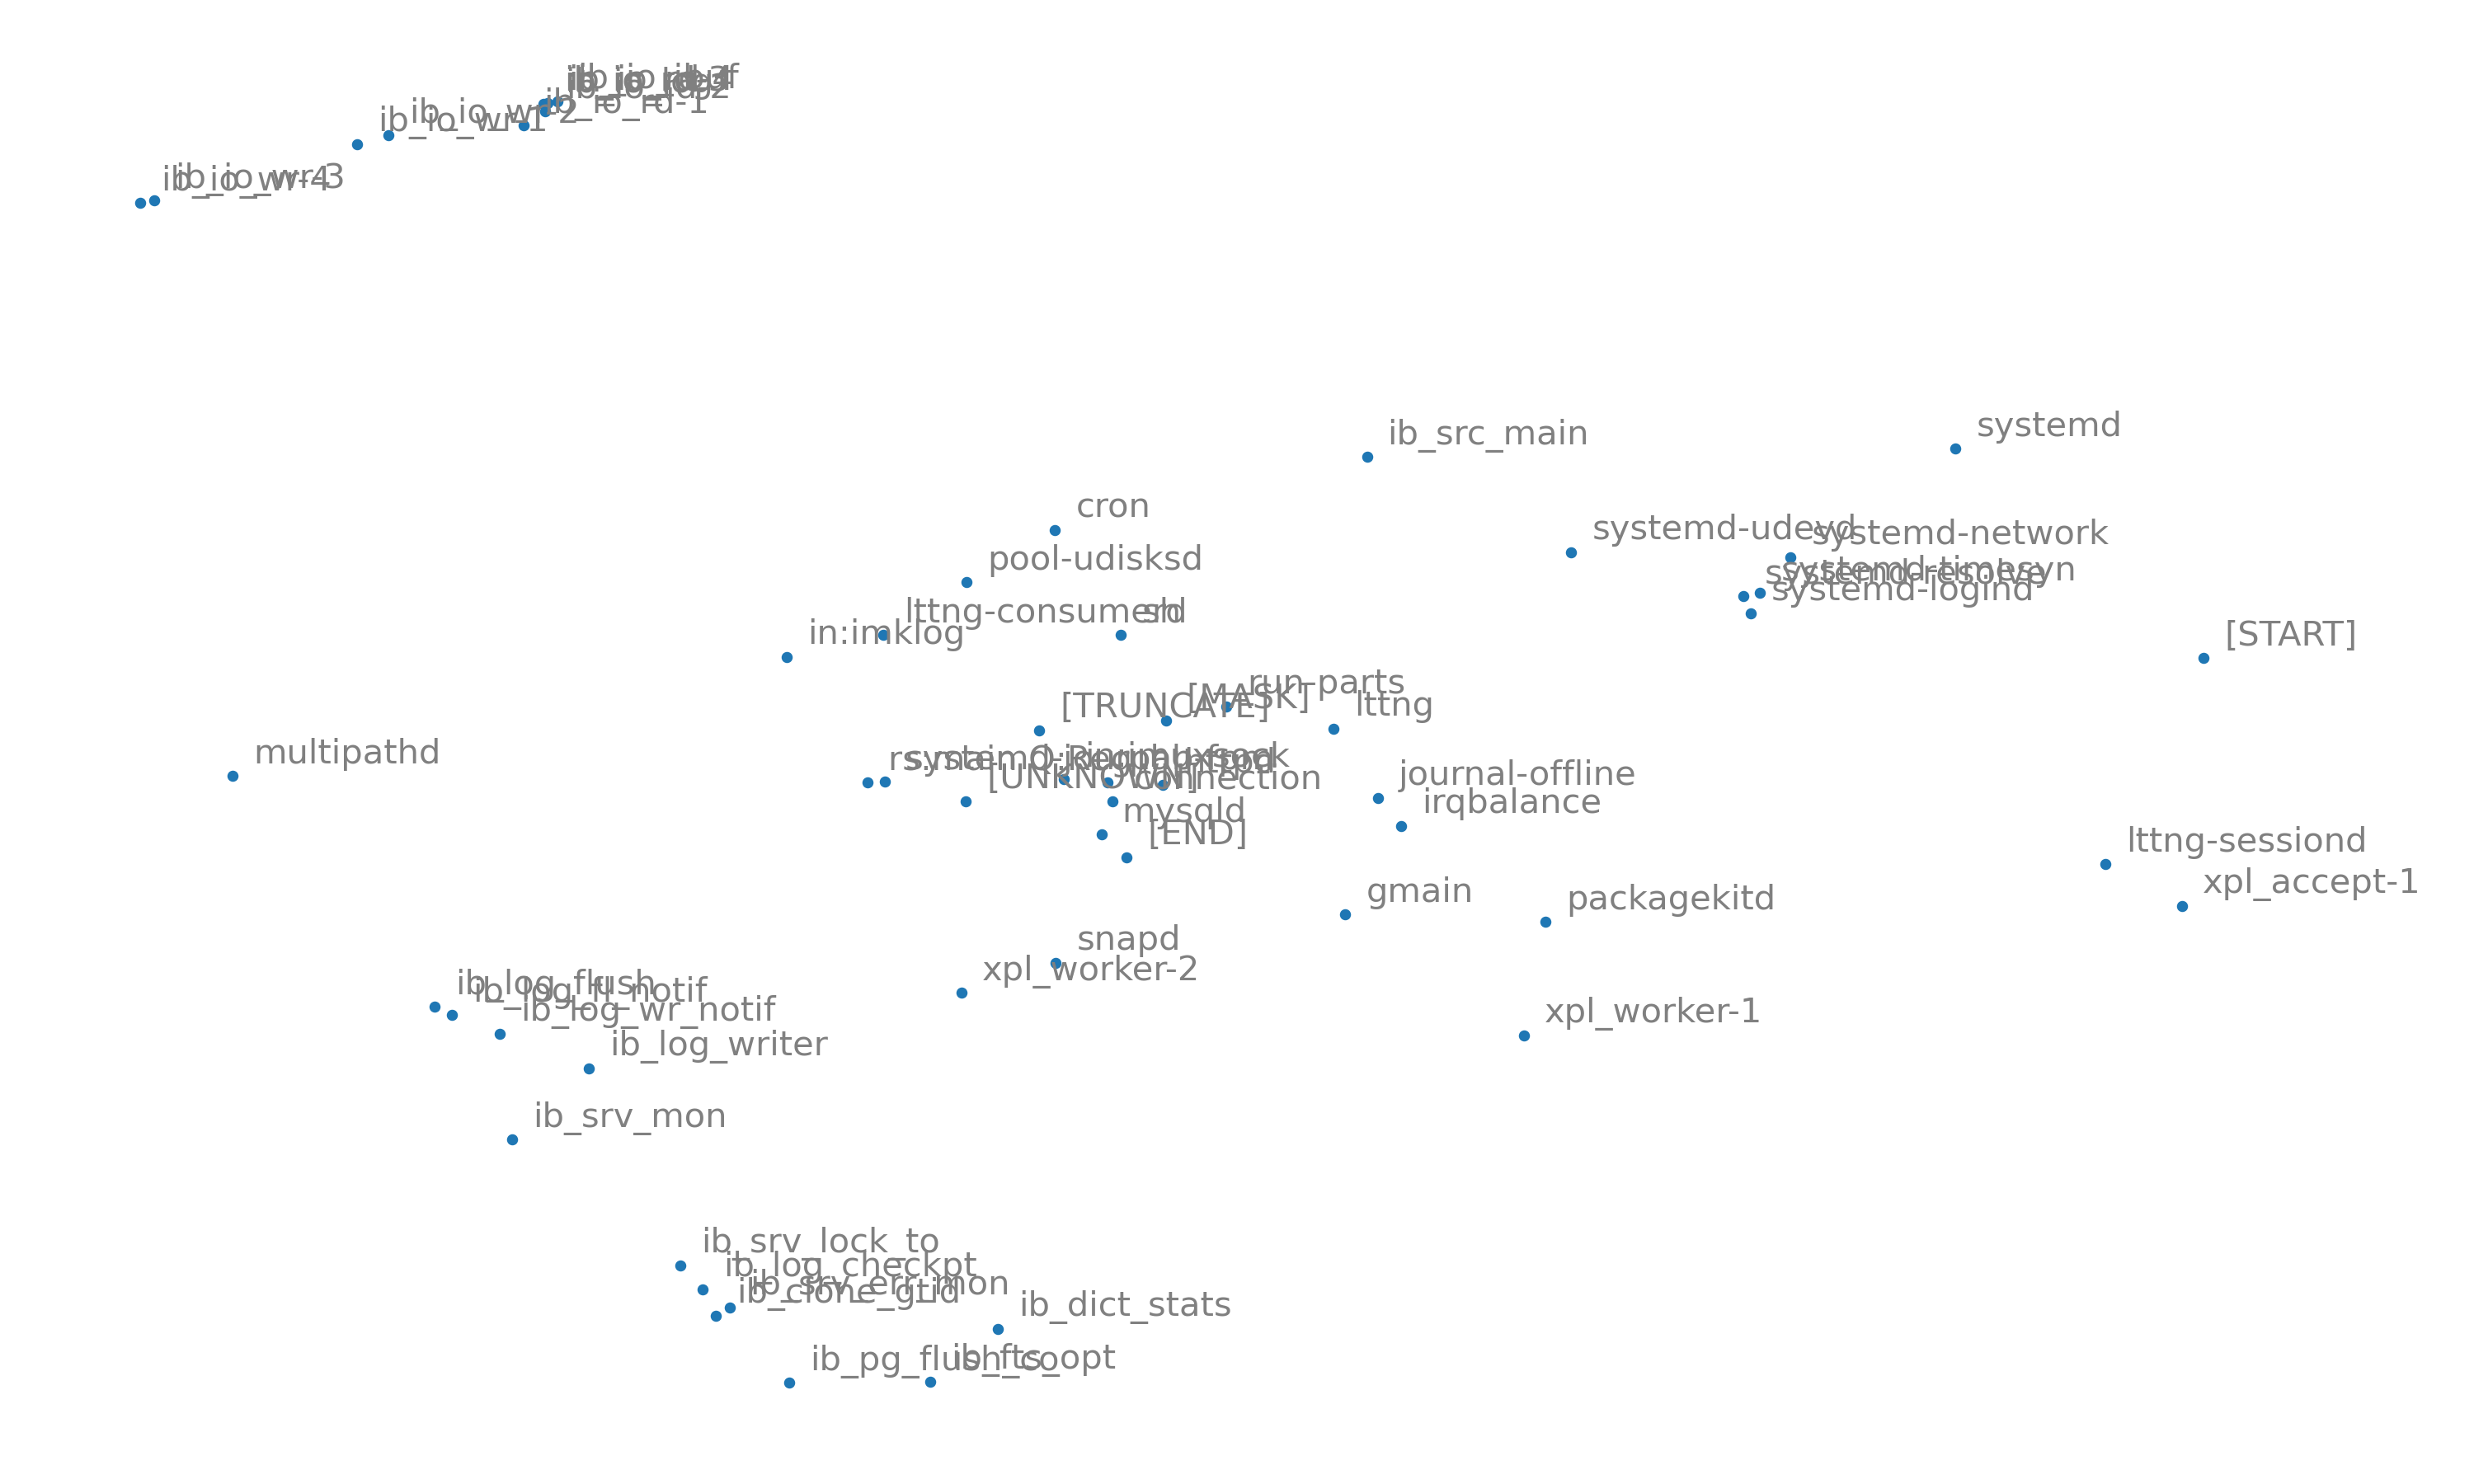 ib_io_rd-1
ib_io_wr-2
ib_io_wr-1
ib_io_wr-3
ib_io_wr-4
ib_src_main
systemd
cron
systemd-udevd
systemd-network
pool-udisksd
systemd-timesyn
systemd-resolve
systemd-logind
lttng-consumerd
sh
in:imklog
[START]
run-parts
[MASK]
[TRUNCATE]
lttng
multipathd
in:imuxsock
[UNKNOWN]
connection
journal-offline
irqbalance
mysqld
[END]
lttng-sessiond
xpl_accept-1
gmain
packagekitd
snapd
xpl_worker-2
ib_log_flush
ib_log_fl_notif
ib_log_wr_notif
xpl_worker-1
ib_log_writer
ib_srv_mon
ib_srv_lock_to
ib_log_checkpt
ib_srv_err_mon
ib_clone_gtid
ib_dict_stats
ib_pg_flush_co
ib_fts_opt